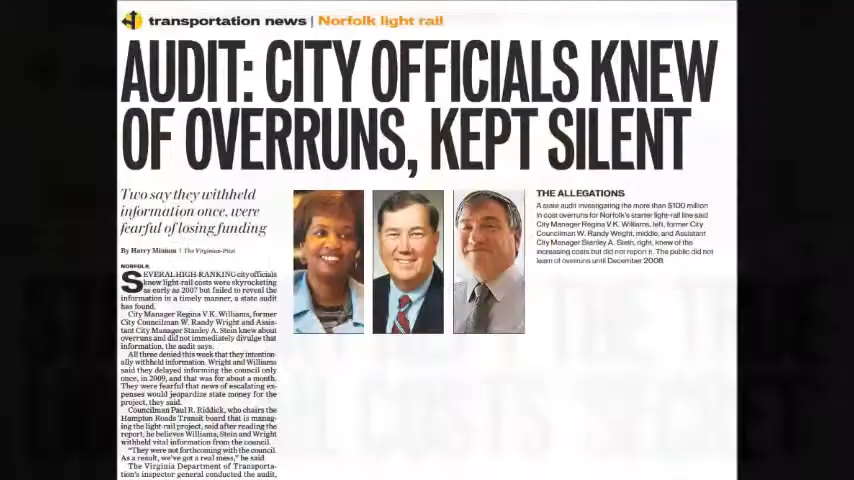 transportation news | Norfolk light rail
AUDIT: CITY OFFICIALS KNEW
OF OVERRUNS, KEPT SILENT
Two say they withheld
information once, were
fearful of losing funding
By Harry Minium | The Virginian-Pilot
NORFOLK
SEVERAL HIGH-RANKING city officials
knew light-rail costs were skyrocketing
as early as 2007 but failed to reveal the
information in a timely manner, a state audit
has found.
City Manager Regina V.K. Williams, former
City Councilman W. Randy Wright and Assis-
tant City Manager Stanley A. Stein knew about
overruns and did not immediately divulge that
information, the audit says.
All three denied this week that they intention-
ally withheld information. Wright and Williams
said they delayed informing the council only
once, in 2009, and that was for about a month.
They were fearful that news of escalating ex-
penses would jeopardize state money for the
project, they said.
Councilman Paul R. Riddick, who chairs the
Hampton Roads Transit board that is manag-
ing the light-rail project, said after reading the
report, he believes Williams, Stein and Wright
withheld vital information from the council.
"They were not forthcoming with the council.
As a result, we've got a real mess," he said
The Virginia Department of Transporta-
tion's inspector general conducted the audit,
THE ALLEGATIONS
A state audit investigating the more than $100 million
in cost overruns for Norfolk's starter light-rail line said
City Manager Regina V.K. Williams, left, former City
Councilman W. Randy Wright, middle, and Assistant
City Manager Stanley A. Stein, right, knew of the
increasing costs but did not report it. The public did not
learn of overruns until December 2008.